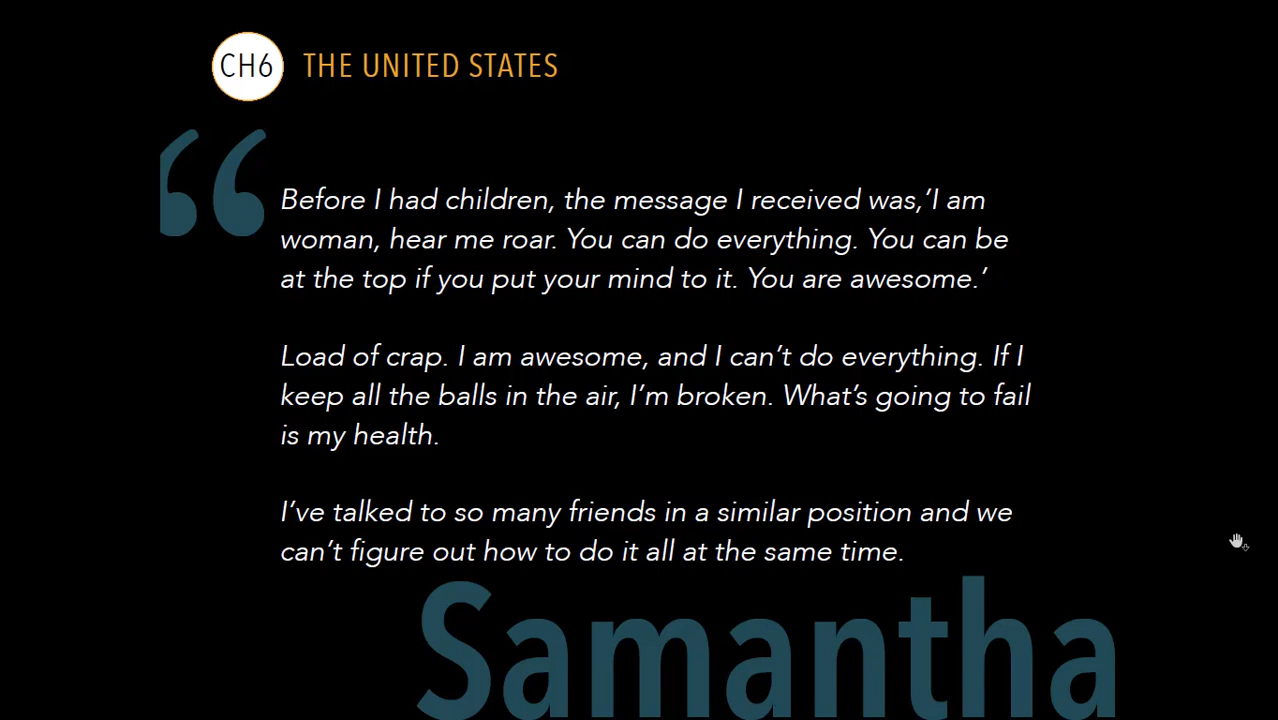 CH6 THE UNITED STATES
“
Before I had children, the message I received was,‘I am
woman, hear me roar. You can do everything. You can be
at the top if you put your mind to it. You are awesome.’
Load of crap. I am awesome, and I can’t do everything. If I
keep all the balls in the air, I’m broken. What’s going to fail
is my health.
I’ve talked to so many friends in a similar position and we
can’t figure out how to do it all at the same time.
Samantha